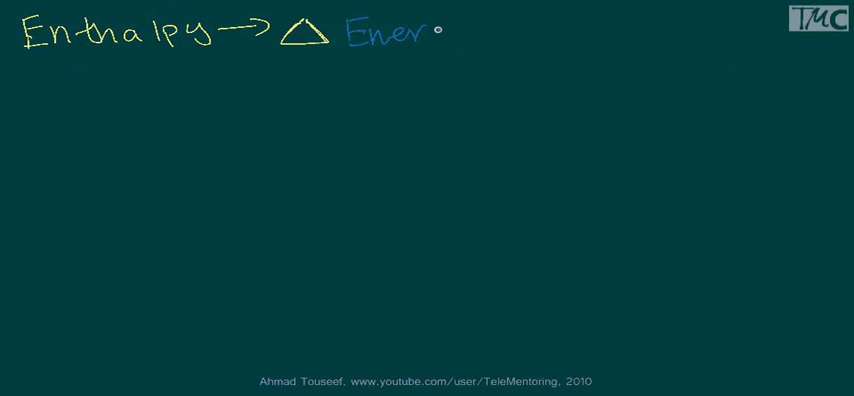 Enthalpy → △ Ener
TMC
Ahmad Touseef, www.youtube.com/user/TeleMentoring, 2010